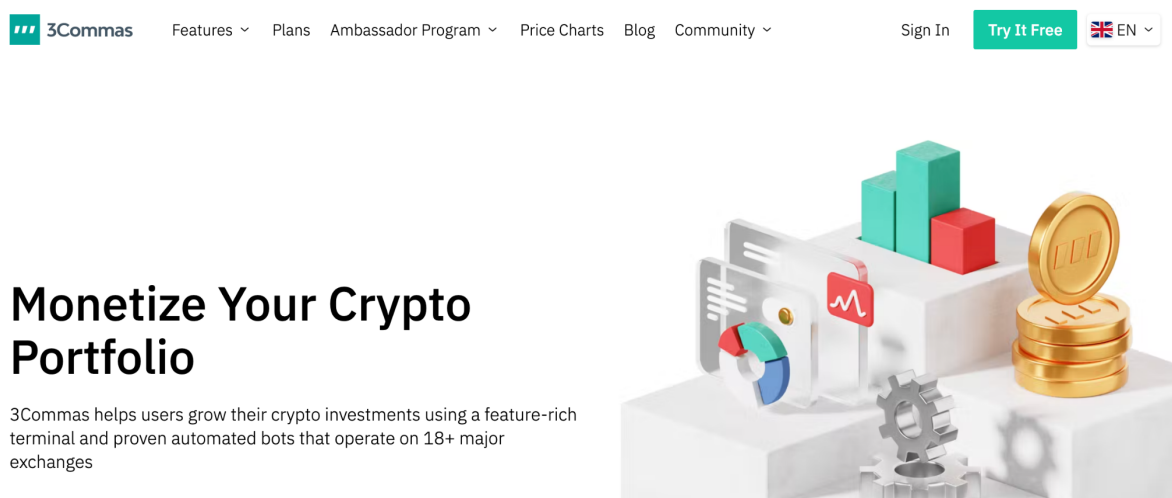 3Commas
Features
Plans
Ambassador Program
Price Charts
Blog
Community
Sign In
Try It Free
EN
Monetize Your Crypto
Portfolio
3Commas helps users grow their crypto investments using a feature-rich
terminal and proven automated bots that operate on 18+ major
exchanges